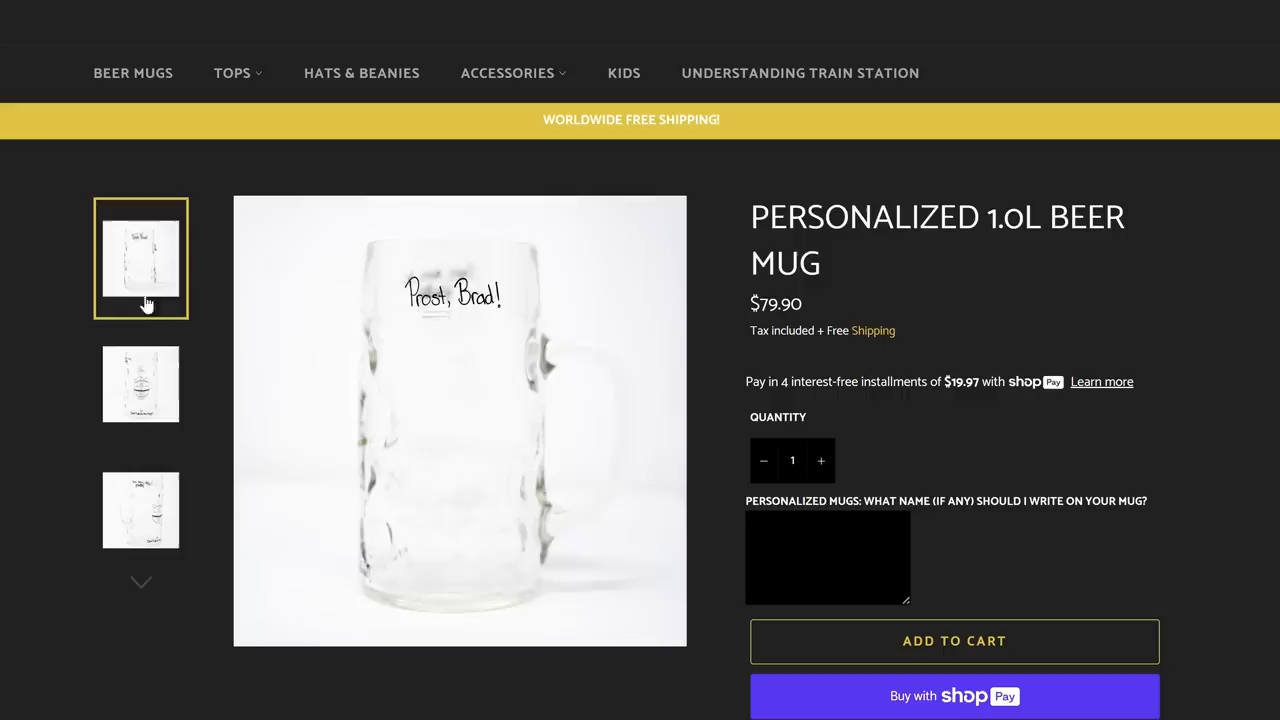 BEER MUGS TOPS HATS & BEANIES ACCESSORIES KIDS UNDERSTANDING TRAIN STATION
WORLDWIDE FREE SHIPPING!
Prost, Brad!
PERSONALIZED 1.0L BEER
MUG
$79.90
Tax included + Free Shipping
Pay in 4 interest-free installments of $19.97 with shop Pay Learn more
QUANTITY
− 1 +
PERSONALIZED MUGS: WHAT NAME (IF ANY) SHOULD I WRITE ON YOUR MUG?
ADD TO CART
Buy with shop Pay